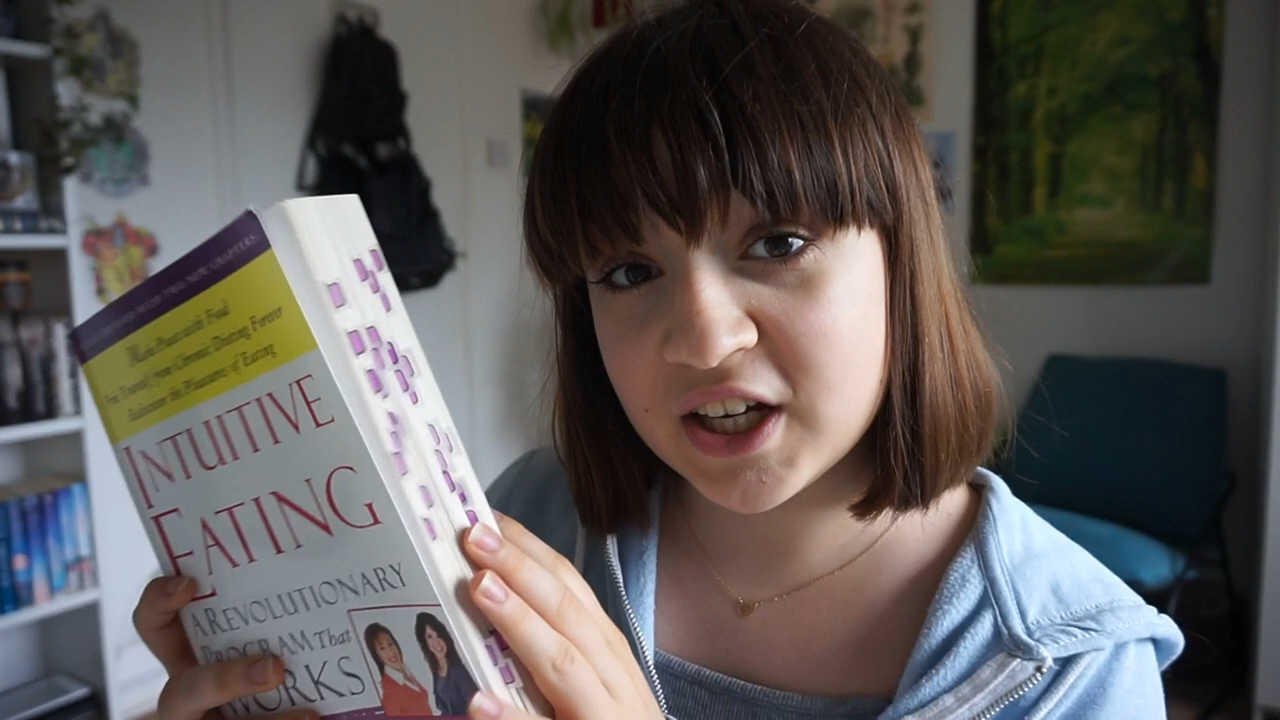 Make Peace with Food
Free Yourself from Chronic Dieting Forever
Rediscover the Pleasures of Eating
INTUITIVE
EATING
A REVOLUTIONARY
PROGRAM That
WORKS